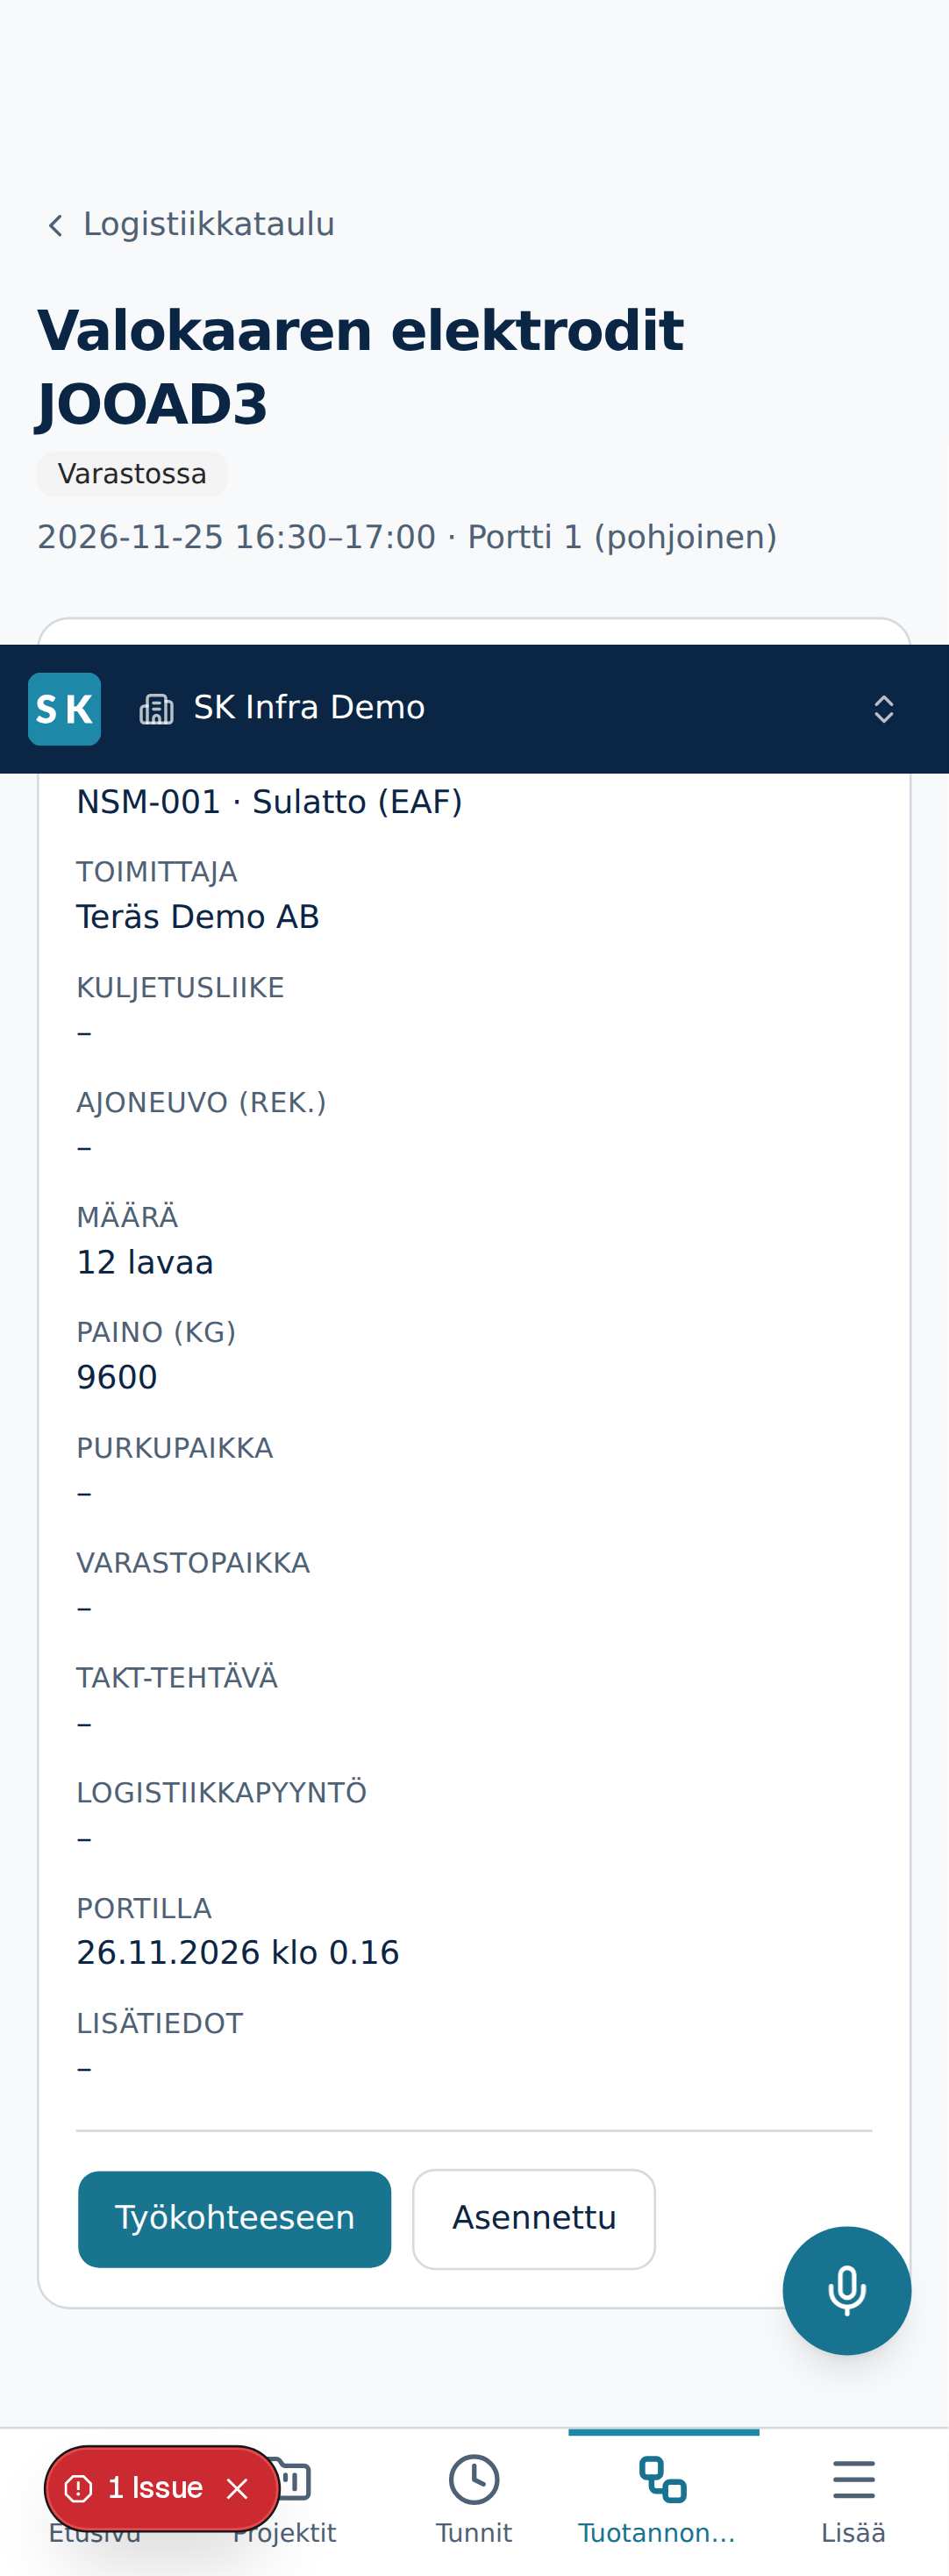 Logistiikkataulu
Valokaaren elektrodit
JOOAD3
Varastossa
2026-11-25 16:30–17:00 · Portti 1 (pohjoinen)
SK
SK Infra Demo
NSM-001 · Sulatto (EAF)
TOIMITTAJA
Teräs Demo AB
KULJETUSLIIKE
–
AJONEUVO (REK.)
–
MÄÄRÄ
12 lavaa
PAINO (KG)
9600
PURKUPAIKKA
–
VARASTOPAIKKA
–
TAKT-TEHTÄVÄ
–
LOGISTIIKKAPYYNTÖ
–
PORTILLA
26.11.2026 klo 0.16
LISÄTIEDOT
–
Työkohteeseen
Asennettu
1 Issue
Etusivu
Projektit
Tunnit
Tuotannon...
Lisää